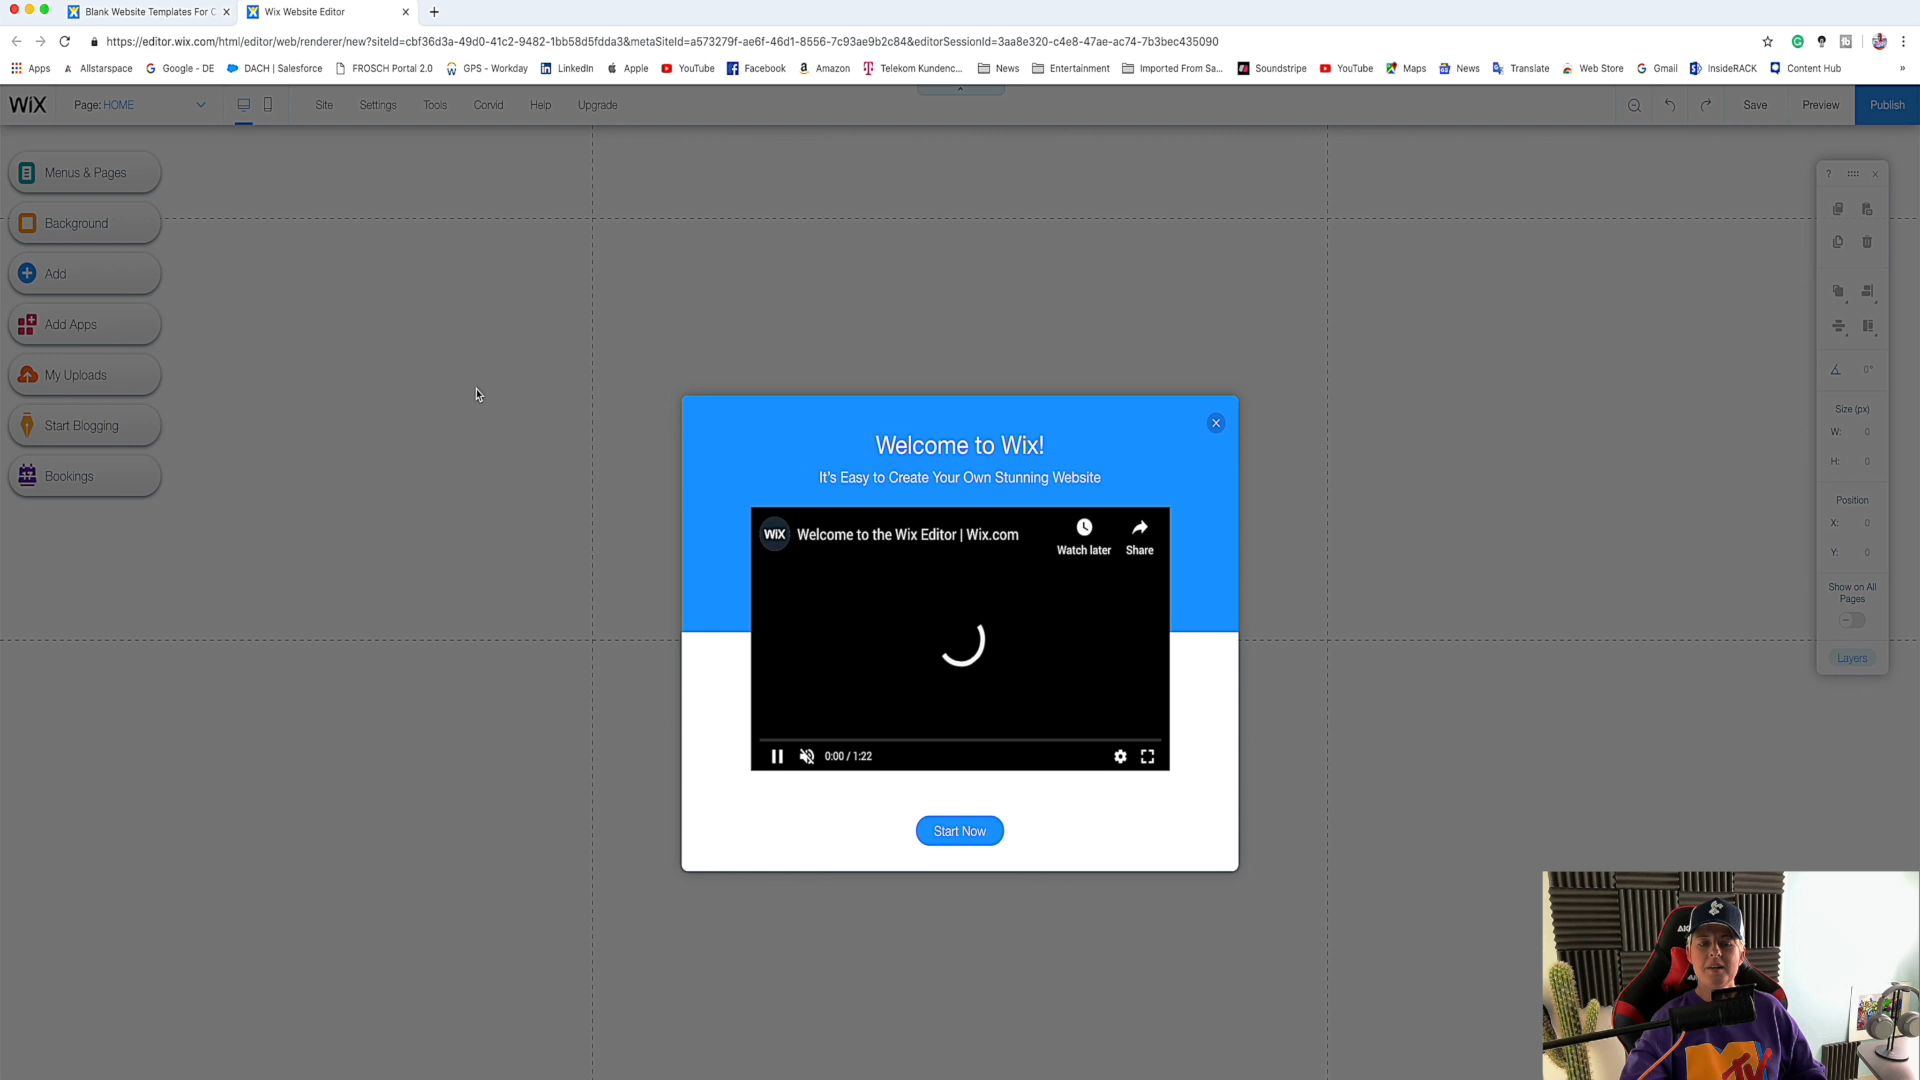 Blank Website Templates For C
Wix Website Editor
https://editor.wix.com/html/editor/web/renderer/new?siteId=cbf36d3a-49d0-41c2-9482-1bb58d5fdda3&metaSiteId=a573279f-ae6f-46d1-8556-7c93ae9b2c84&editorSessionId=3aa8e320-c4e8-47ae-ac74-7b3bec435090
Apps Allstarspace Google - DE DACH | Salesforce FROSCH Portal 2.0 GPS - Workday LinkedIn Apple YouTube Facebook Amazon Telekom Kundenc... News Entertainment Imported From Sa... Soundstripe YouTube Maps News Translate Web Store Gmail InsideRACK Content Hub »
WiX Page: HOME Site Settings Tools Corvid Help Upgrade Save Preview Publish
Menus & Pages
Background
Add
Add Apps
My Uploads
Start Blogging
Bookings
Welcome to Wix!
It's Easy to Create Your Own Stunning Website
WiX Welcome to the Wix Editor | Wix.com
Watch later Share
0:00 / 1:22
Start Now
?
0°
Size (px)
W: 0
H: 0
Position
X: 0
Y: 0
Show on All
Pages
Layers